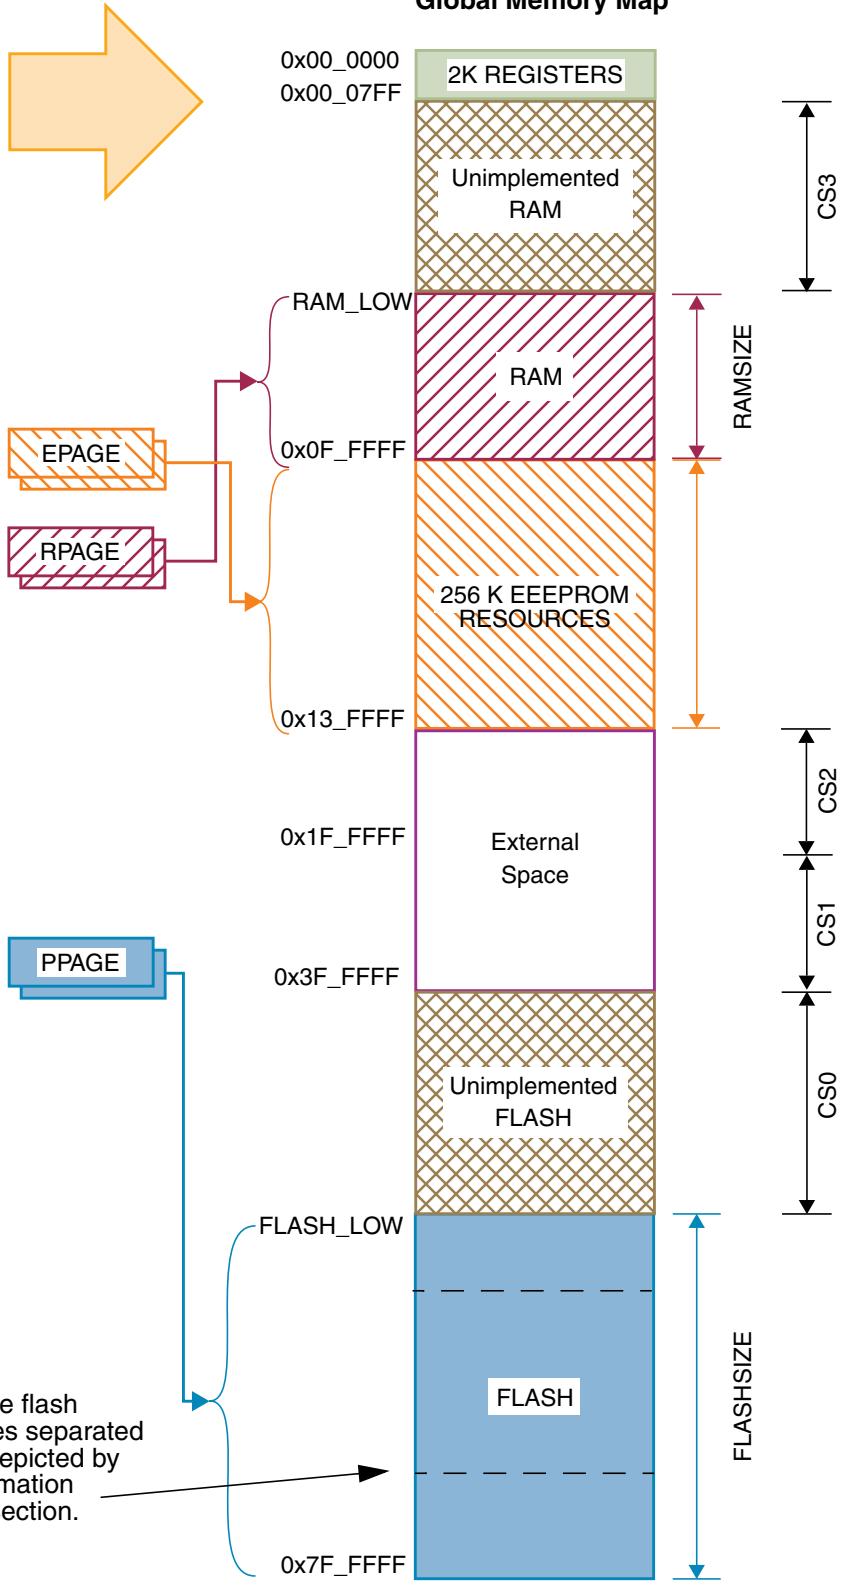 Global Memory Map
0x00_0000
2K REGISTERS
0x00_07FF
Unimplemented
RAM
CS3
RAM_LOW
RAM
RAMSIZE
EPAGE
0x0F_FFFF
RPAGE
256 K EEEPROM
RESOURCES
0x13_FFFF
CS2
0x1F_FFFF
External
Space
CS1
PPAGE
0x3F_FFFF
Unimplemented
FLASH
CS0
FLASH_LOW
FLASH
FLASHSIZE
e flash
es separated
epicted by
mation
ection.
0x7F_FFFF